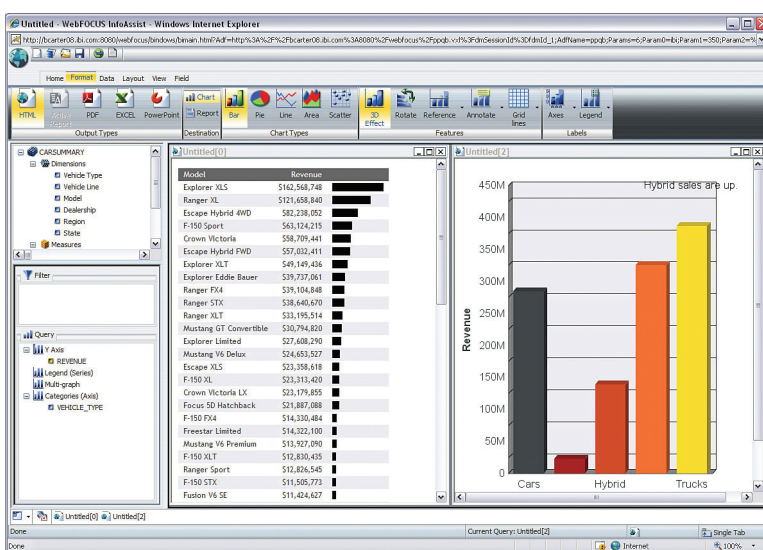 Untitled - WebFOCUS InfoAssist - Windows Internet Explorer
Home Format Data Layout View Field
HTML Active Report PDF EXCEL PowerPoint Chart Report Bar Pie Line Area Scatter 3D Effect Rotate Reference Annotate Grid lines Axes Legend
Output Types Destination Chart Types Features Labels
CARSUMMARY
Dimensions
Vehicle Type
Vehicle Line
Model
Dealership
Region
State
Measures
Filter
Query
Y Axis
REVENUE
Legend (Series)
Multi-graph
Categories (Axis)
VEHICLE_TYPE
Untitled[0]
Model Revenue
Explorer XLS $162,568,748
Ranger XL $121,658,840
Escape Hybrid 4WD $82,238,052
F-150 Sport $63,124,215
Crown Victoria $58,709,441
Escape Hybrid FWD $57,032,411
Explorer XLT $49,149,436
Explorer Eddie Bauer $39,737,061
Ranger FX4 $39,104,848
Ranger STX $38,640,670
Ranger XLT $33,195,514
Mustang GT Convertible $30,794,820
Explorer Limited $27,608,290
Mustang V6 Delux $24,653,527
Escape XLS $23,358,618
F-150 XL $23,313,420
Crown Victoria LX $23,179,855
Focus 5D Hatchback $21,887,088
F-150 FX4 $14,330,484
Freestar Limited $14,322,100
Mustang V6 Premium $13,927,090
F-150 XLT $12,830,435
Ranger Sport $12,826,545
F-150 STX $11,505,773
Fusion V6 SE $11,424,627
Untitled[2]
Hybrid sales are up.
450M
400M
350M
300M
250M
200M
150M
100M
50M
0
Revenue
Cars Hybrid Trucks
Untitled[0] Untitled[2]
Done Current Query: Untitled[2] Single Tab
Done Internet 100%